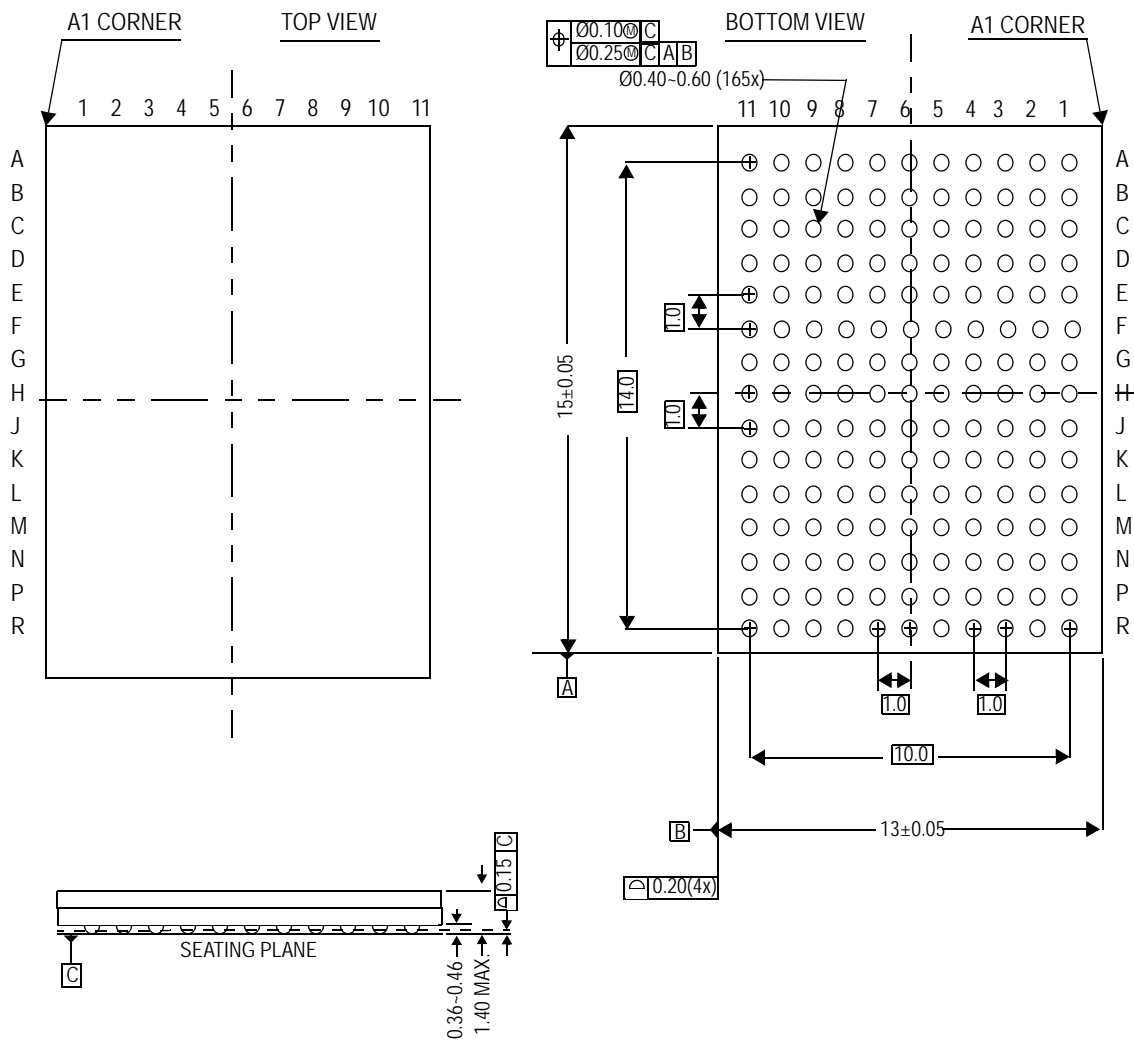 A1 CORNER
TOP VIEW
1 2 3 4 5 6 7 8 9 10 11
A
B
C
D
E
F
G
H
J
K
L
M
N
P
R
Ø0.10Ⓜ C
Ø0.25Ⓜ C A B
BOTTOM VIEW
A1 CORNER
Ø0.40~0.60 (165x)
11 10 9 8 7 6 5 4 3 2 1
A
B
C
D
E
F
G
H
J
K
L
M
N
P
R
15±0.05
14.0
1.0
1.0
A
1.0
1.0
10.0
B
13±0.05
0.20(4x)
0.15 C
SEATING PLANE
C
0.36~0.46
1.40 MAX.